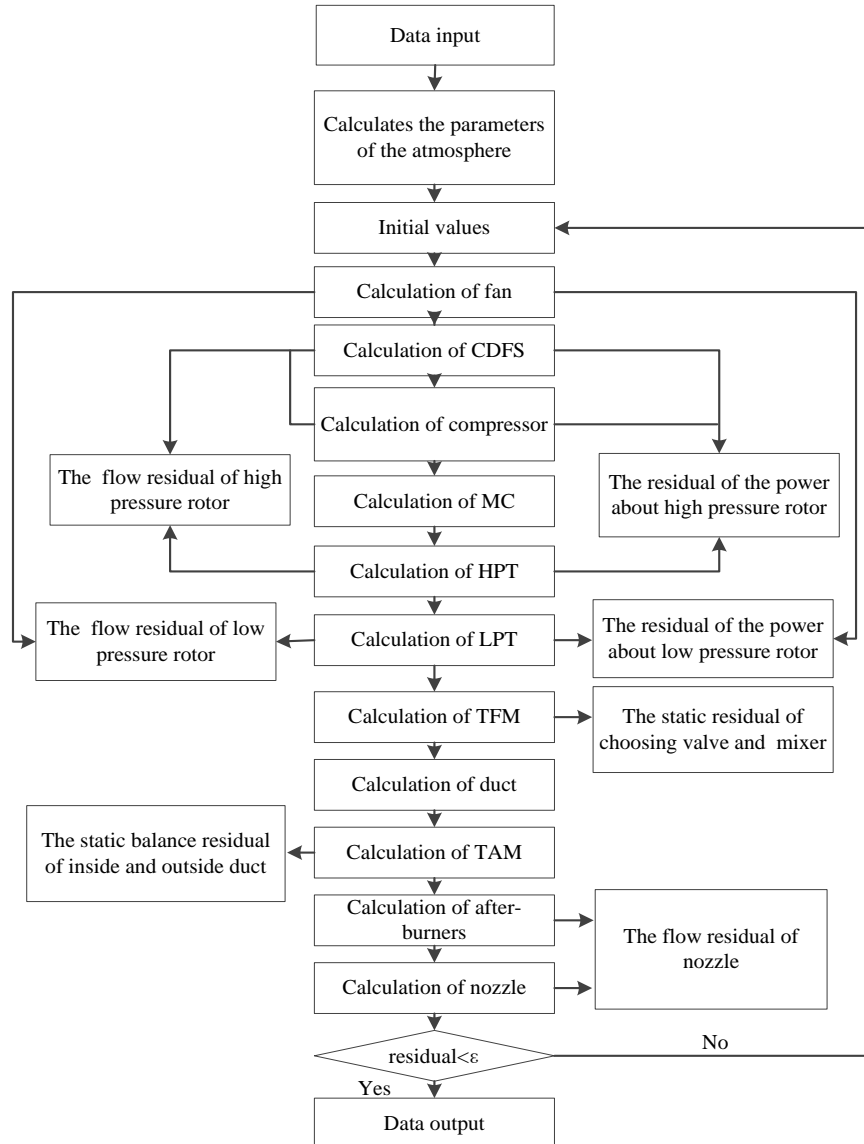 Data input
Calculates the parameters
of the atmosphere
Initial values
Calculation of fan
Calculation of CDFS
Calculation of compressor
The flow residual of high
pressure rotor
The residual of the power
about high pressure rotor
Calculation of MC
Calculation of HPT
The flow residual of low
pressure rotor
Calculation of LPT
The residual of the power
about low pressure rotor
Calculation of TFM
The static residual of
choosing valve and mixer
Calculation of duct
The static balance residual
of inside and outside duct
Calculation of TAM
Calculation of after-
burners
The flow residual of
nozzle
Calculation of nozzle
residual<ε
No
Yes
Data output